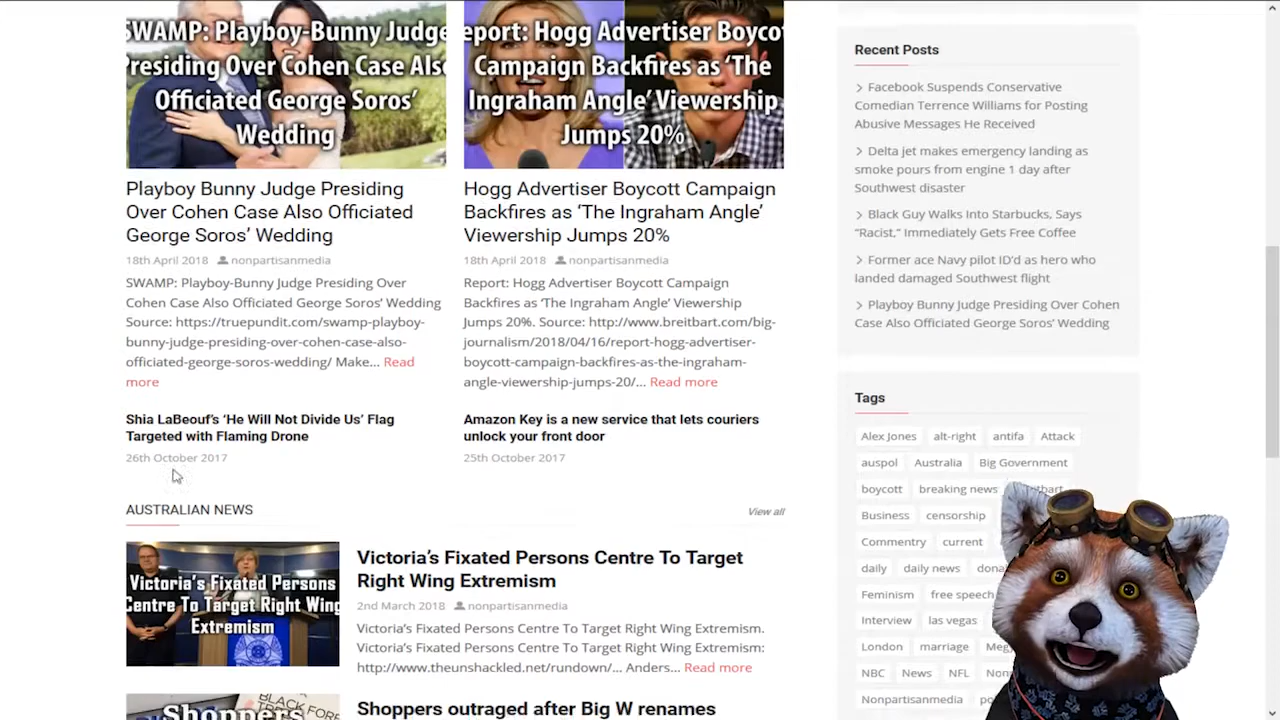 SWAMP: Playboy-Bunny Judge
Presiding Over Cohen Case Also
Officiated George Soros'
Wedding
Report: Hogg Advertiser Boycott
Campaign Backfires as 'The
Ingraham Angle' Viewership
Jumps 20%
Playboy Bunny Judge Presiding
Over Cohen Case Also Officiated
George Soros' Wedding
18th April 2018 nonpartisanmedia
SWAMP: Playboy-Bunny Judge Presiding Over
Cohen Case Also Officiated George Soros' Wedding
Source: https://truepundit.com/swamp-playboy-
bunny-judge-presiding-over-cohen-case-also-
officiated-george-soros-wedding/ Make... Read
more
Hogg Advertiser Boycott Campaign
Backfires as 'The Ingraham Angle'
Viewership Jumps 20%
18th April 2018 nonpartisanmedia
Report: Hogg Advertiser Boycott Campaign
Backfires as 'The Ingraham Angle' Viewership
Jumps 20%. Source: http://www.breitbart.com/big-
journalism/2018/04/16/report-hogg-advertiser-
boycott-campaign-backfires-as-the-ingraham-
angle-viewership-jumps-20/... Read more
Shia LaBeouf's 'He Will Not Divide Us' Flag
Targeted with Flaming Drone
26th October 2017
Amazon Key is a new service that lets couriers
unlock your front door
25th October 2017
AUSTRALIAN NEWS
View all
Victoria's Fixated Persons
Centre To Target Right Wing
Extremism
Victoria's Fixated Persons Centre To Target
Right Wing Extremism
2nd March 2018 nonpartisanmedia
Victoria's Fixated Persons Centre To Target Right Wing Extremism.
Victoria's Fixated Persons Centre To Target Right Wing Extremism:
http://www.theunshackled.net/rundown/... Anders... Read more
Shoppers
BLACK FORE
Shoppers outraged after Big W renames
Recent Posts
Facebook Suspends Conservative
Comedian Terrence Williams for Posting
Abusive Messages He Received
Delta jet makes emergency landing as
smoke pours from engine 1 day after
Southwest disaster
Black Guy Walks Into Starbucks, Says
"Racist," Immediately Gets Free Coffee
Former ace Navy pilot ID'd as hero who
landed damaged Southwest flight
Playboy Bunny Judge Presiding Over Cohen
Case Also Officiated George Soros' Wedding
Tags
Alex Jones alt-right antifa Attack
auspol Australia Big Government
boycott breaking news
Business censorship
Commentry current
daily daily news
Feminism free speech
Interview las vegas
London marriage
NBC News NFL
Nonpartisanmedia